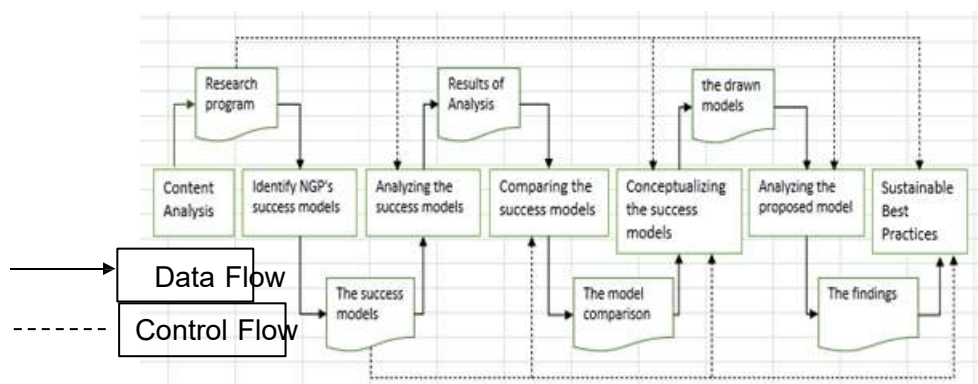 Research
program
Results of
Analysis
the drawn
models
Content
Analysis
Identify NGP's
success models
Analyzing the
success models
Comparing the
success models
Conceptualizing
the success
models
Analyzing the
proposed model
Sustainable
Best
Practices
Data Flow
Control Flow
The success
models
The model
comparison
The findings